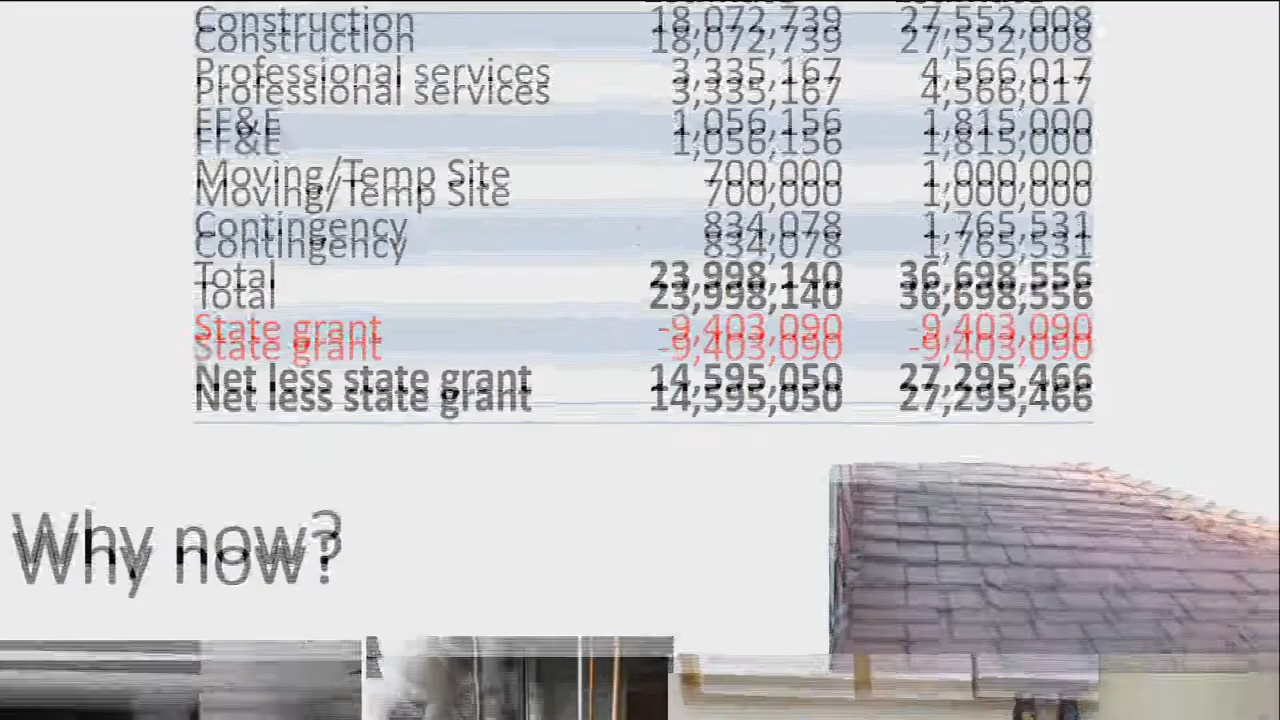 Construction 18,072,739 27,552,008
Professional services 3,335,167 4,566,017
FF&E 1,056,156 1,815,000
Moving/Temp Site 700,000 1,000,000
Contingency 834,078 1,765,531
Total 23,998,140 36,698,556
State grant -9,403,090 -9,403,090
Net less state grant 14,595,050 27,295,466
Why now?